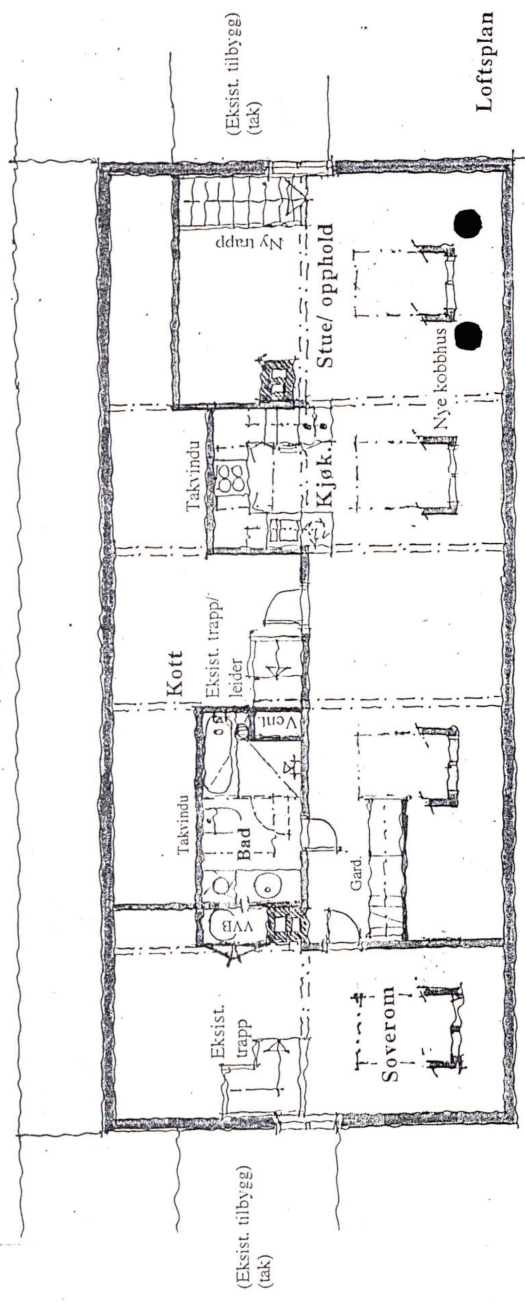 (Eksist. tilbygg)
(tak)
Eksist.
trapp
Soverom
VVB
Takvindu
Bad
Gard.
Vent.
Kott
Eksist. trapp/
leider
Takvindu
Kjøk.
Nye kobbhus
Stue/ opphold
Ny trapp
(Eksist. tilbygg)
(tak)
Loftsplan